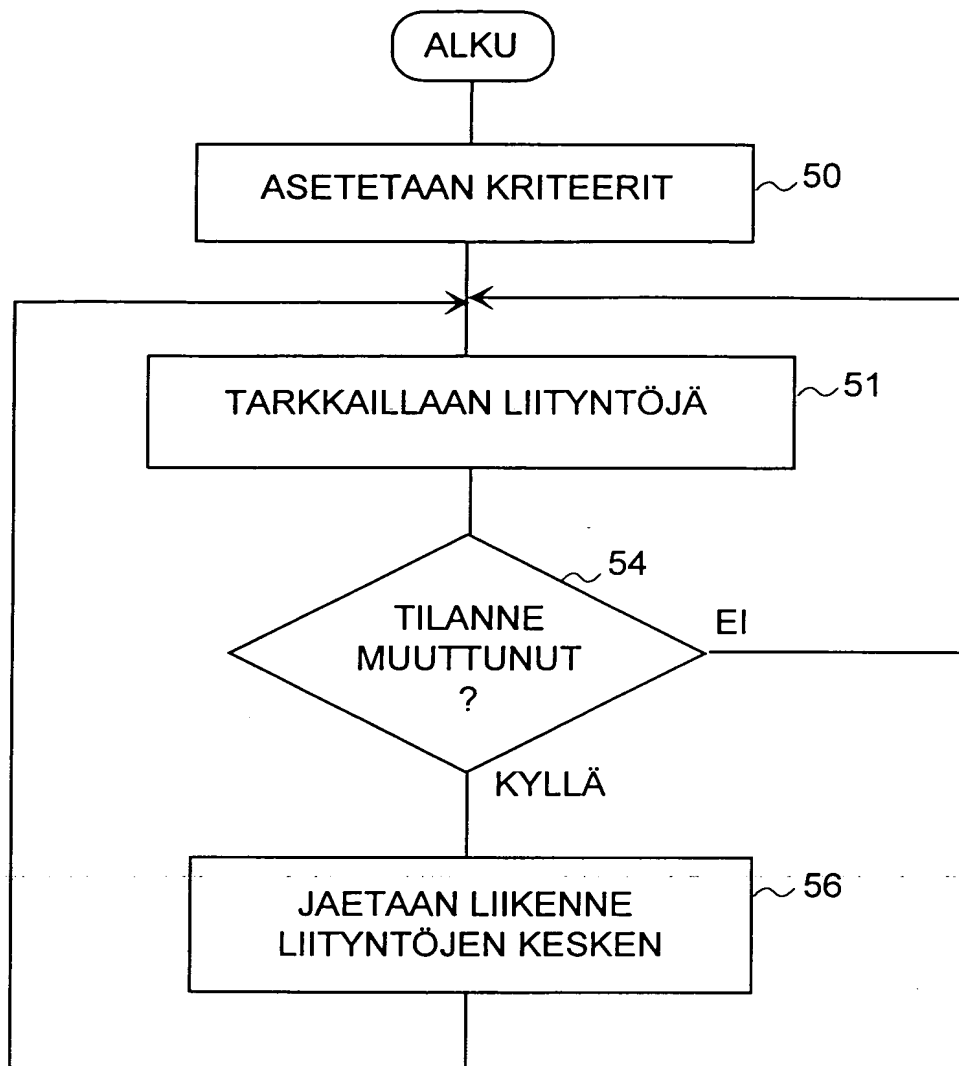 ALKU
ASETETAAN KRITEERIT
50
TARKKAILLAAN LIITYNTÖJÄ
51
54
TILANNE
MUUTTUNUT
?
EI
KYLLÄ
JAETAAN LIIKENNE
LIITYNTÖJEN KESKEN
56